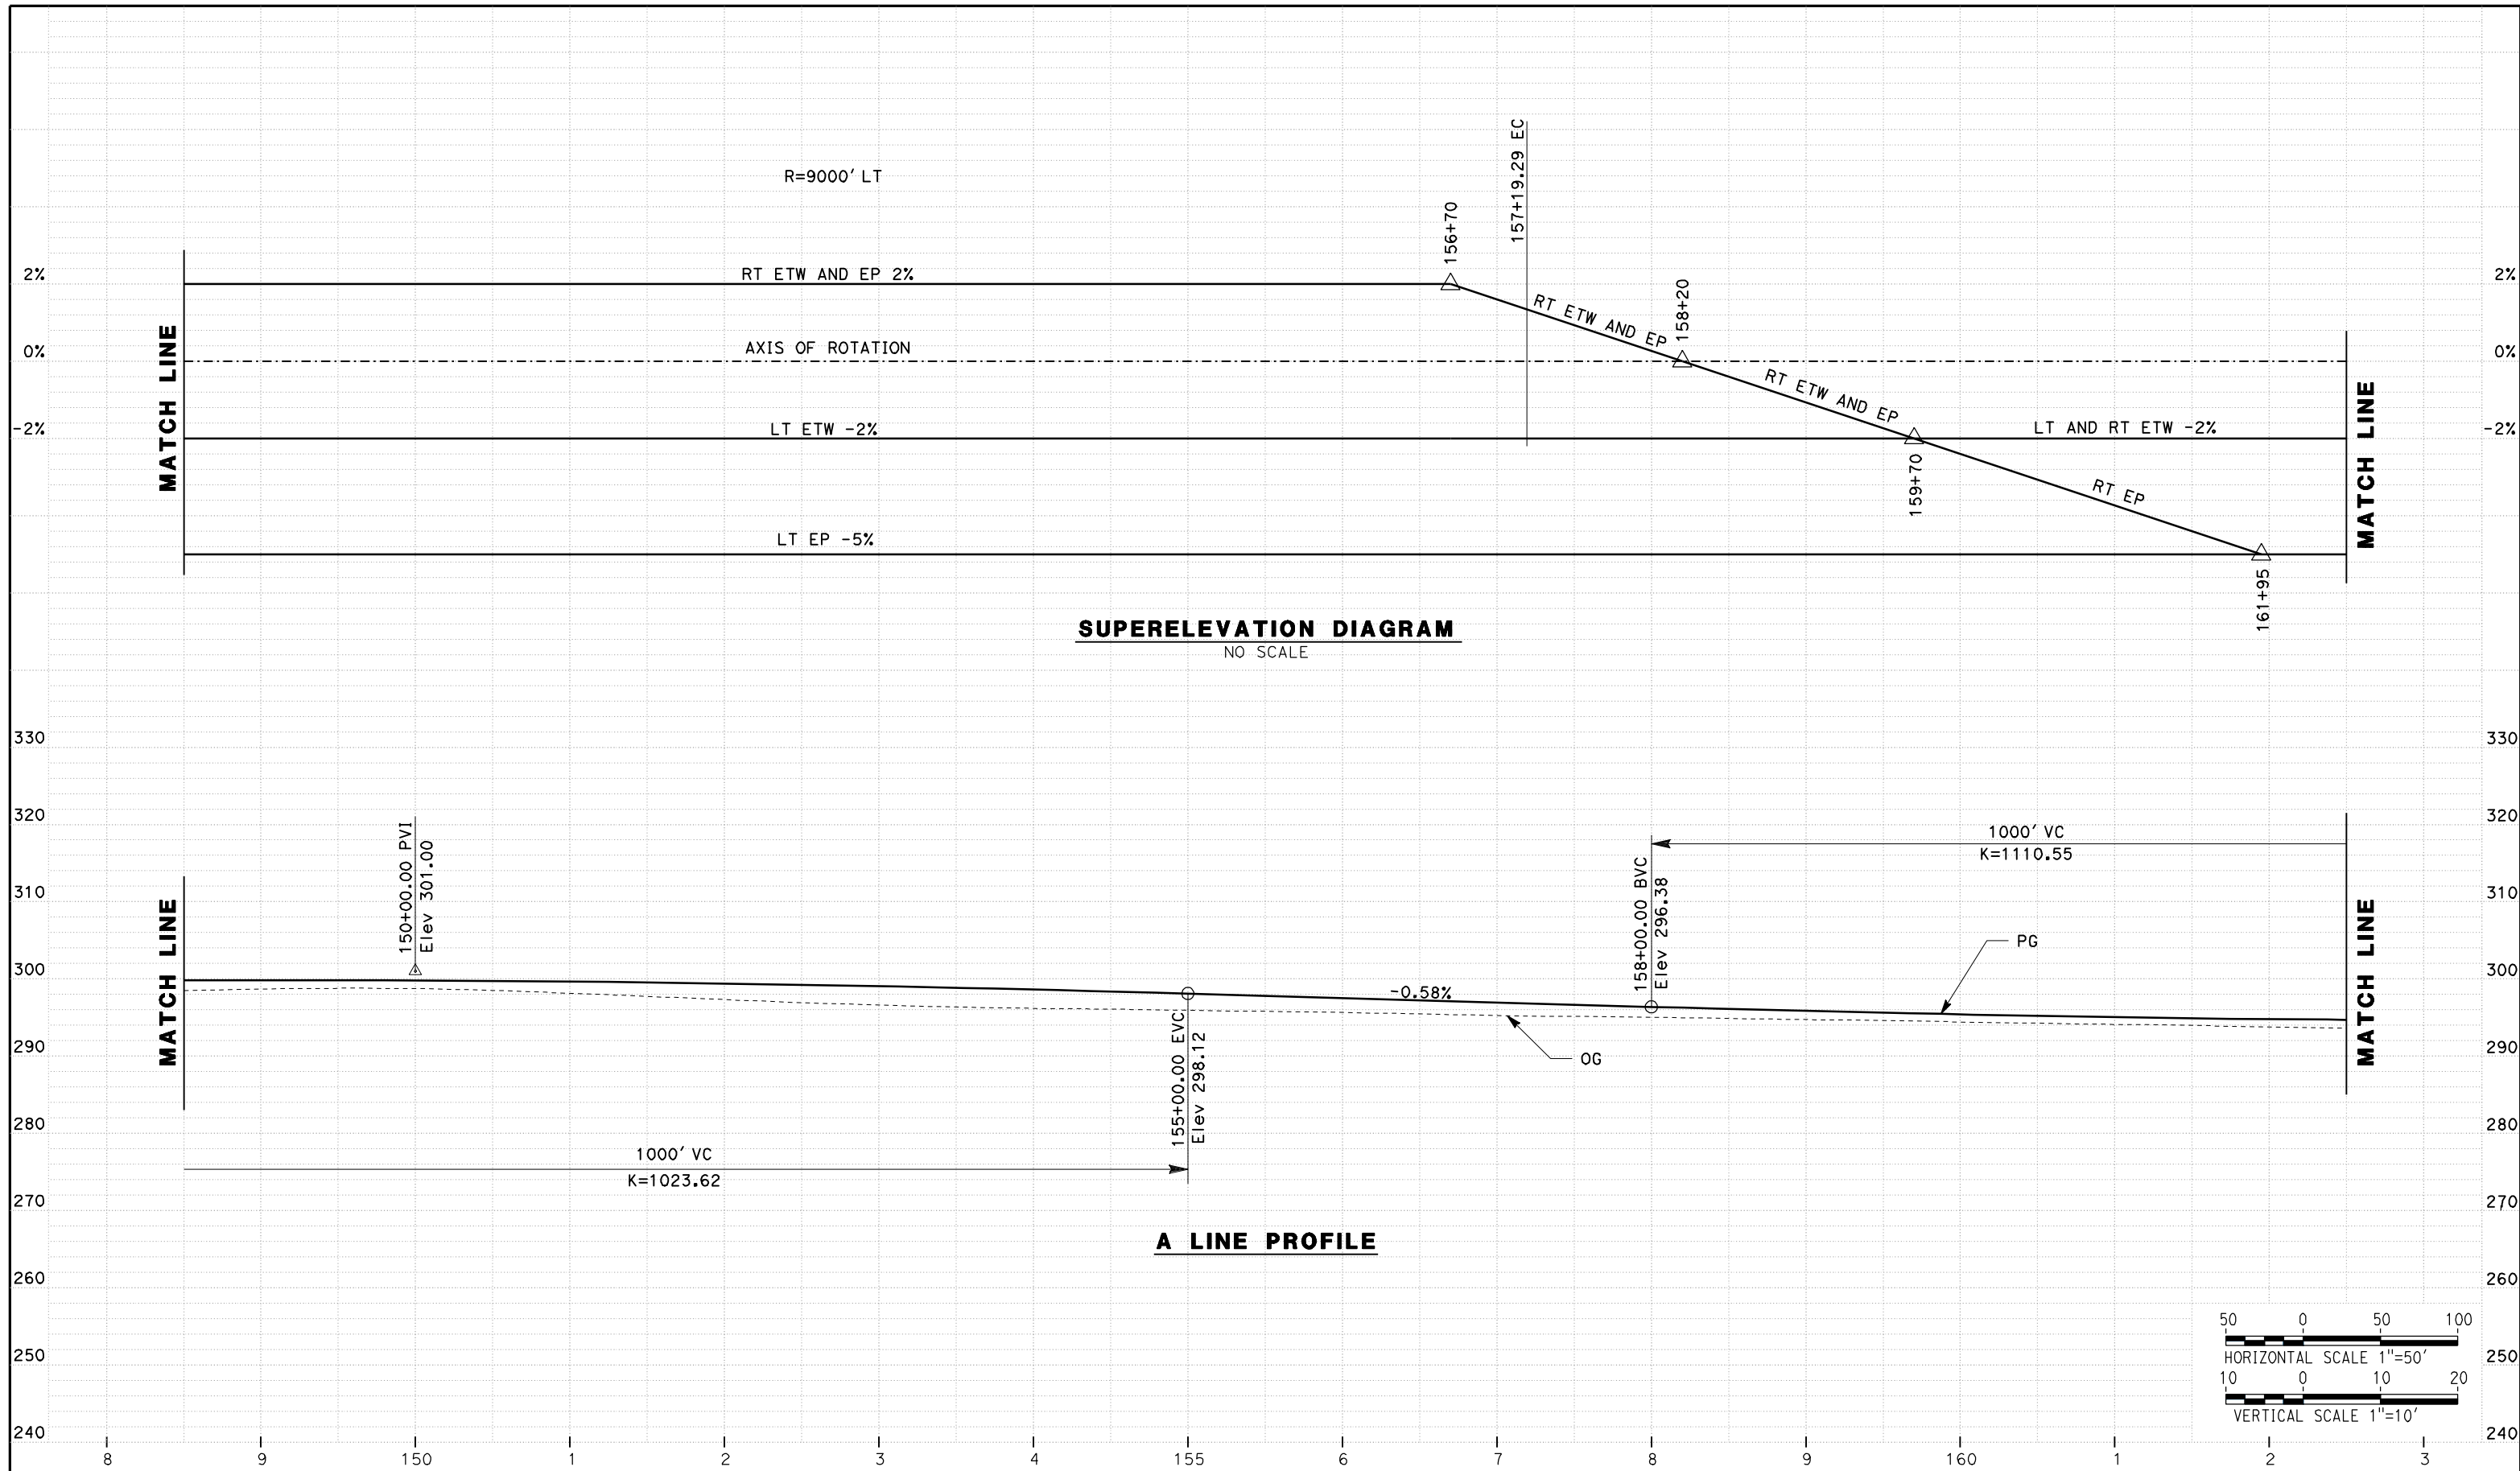 R=9000' LT
157+19.29 EC
156+70
158+20
2%
RT ETW AND EP 2%
2%
RT ETW AND EP
0%
AXIS OF ROTATION
0%
RT ETW AND EP
MATCH LINE
MATCH LINE
-2%
LT ETW -2%
LT AND RT ETW -2%
-2%
159+70
RT EP
LT EP -5%
161+95
SUPERELEVATION DIAGRAM
NO SCALE
330
330
320
320
150+00.00 PVI
Elev 301.00
1000' VC
K=1110.55
310
310
158+00.00 BVC
Elev 296.38
MATCH LINE
MATCH LINE
PG
300
300
-0.58%
290
290
155+00.00 EVC
Elev 298.12
OG
280
280
1000' VC
K=1023.62
270
270
A LINE PROFILE
260
260
50 0 50 100
HORIZONTAL SCALE 1"=50'
250
250
10 0 10 20
VERTICAL SCALE 1"=10'
240
240
8 9 150 1 2 3 4 155 6 7 8 9 160 1 2 3